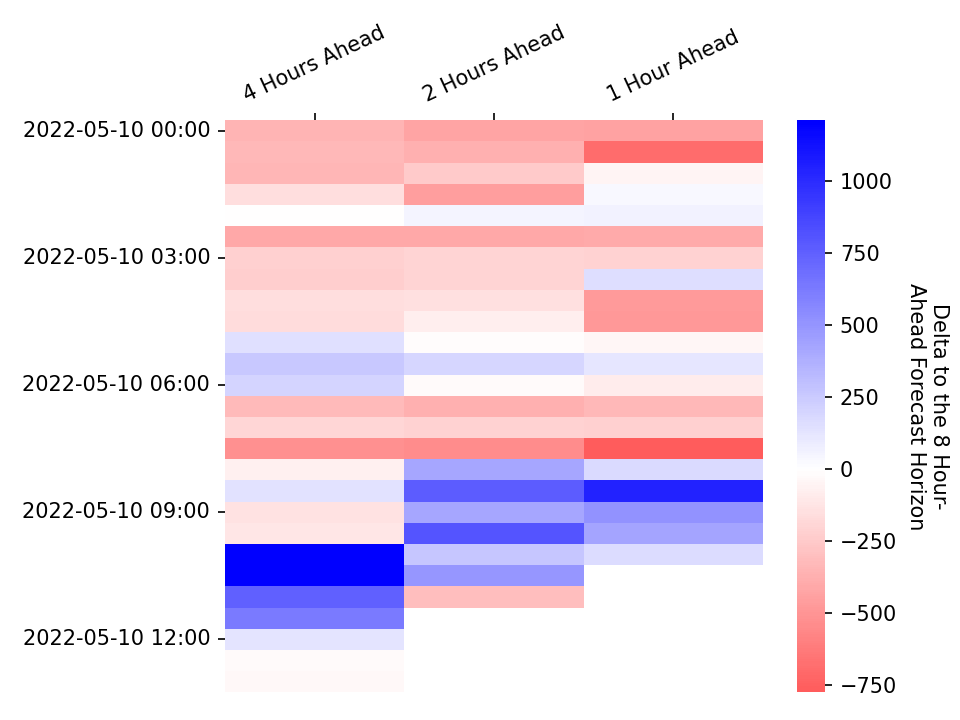 4 Hours Ahead
2 Hours Ahead
1 Hour Ahead
2022-05-10 00:00
2022-05-10 03:00
2022-05-10 06:00
2022-05-10 09:00
2022-05-10 12:00
1000
750
500
250
0
−250
−500
−750
Delta to the 8 Hour-
Ahead Forecast Horizon